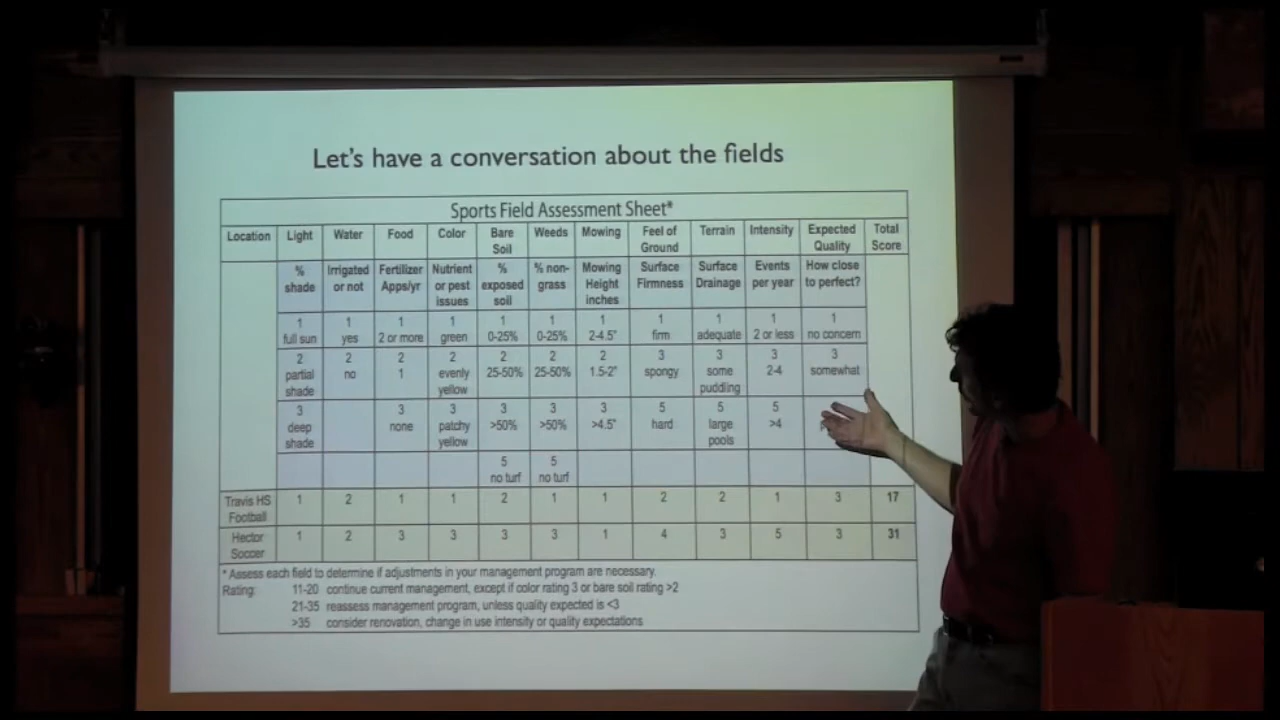 Let's have a conversation about the fields
Sports Field Assessment Sheet*
Location Light Water Food Color Bare Soil Weeds Mowing Feel of Ground Terrain Intensity Expected Quality Total Score
% shade Irrigated or not Fertilizer Apps/yr Nutrient or pest issues % exposed soil % non-grass Mowing Height inches Surface Firmness Surface Drainage Events per year How close to perfect?
1 full sun 1 yes 1 2 or more 1 green 1 0-25% 1 0-25% 1 2-4.5" 1 firm 1 adequate 1 2 or less 1 no concern
2 partial shade 2 no 2 1 2 evenly yellow 2 25-50% 2 25-50% 2 1.5-2" 3 spongy 3 some puddling 3 2-4 3 somewhat
3 deep shade 3 none 3 patchy yellow 3 >50% 3 >50% 3 >4.5" 5 hard 5 large pools 5 >4
5 no turf 5 no turf
Travis HS Football 1 2 1 1 2 1 1 2 2 1 3 17
Hector Soccer 1 2 3 3 3 3 1 4 3 5 3 31
* Assess each field to determine if adjustments in your management program are necessary.
Rating: 11-20 continue current management, except if color rating 3 or bare soil rating >2
21-35 reassess management program, unless quality expected is <3
>35 consider renovation, change in use intensity or quality expectations